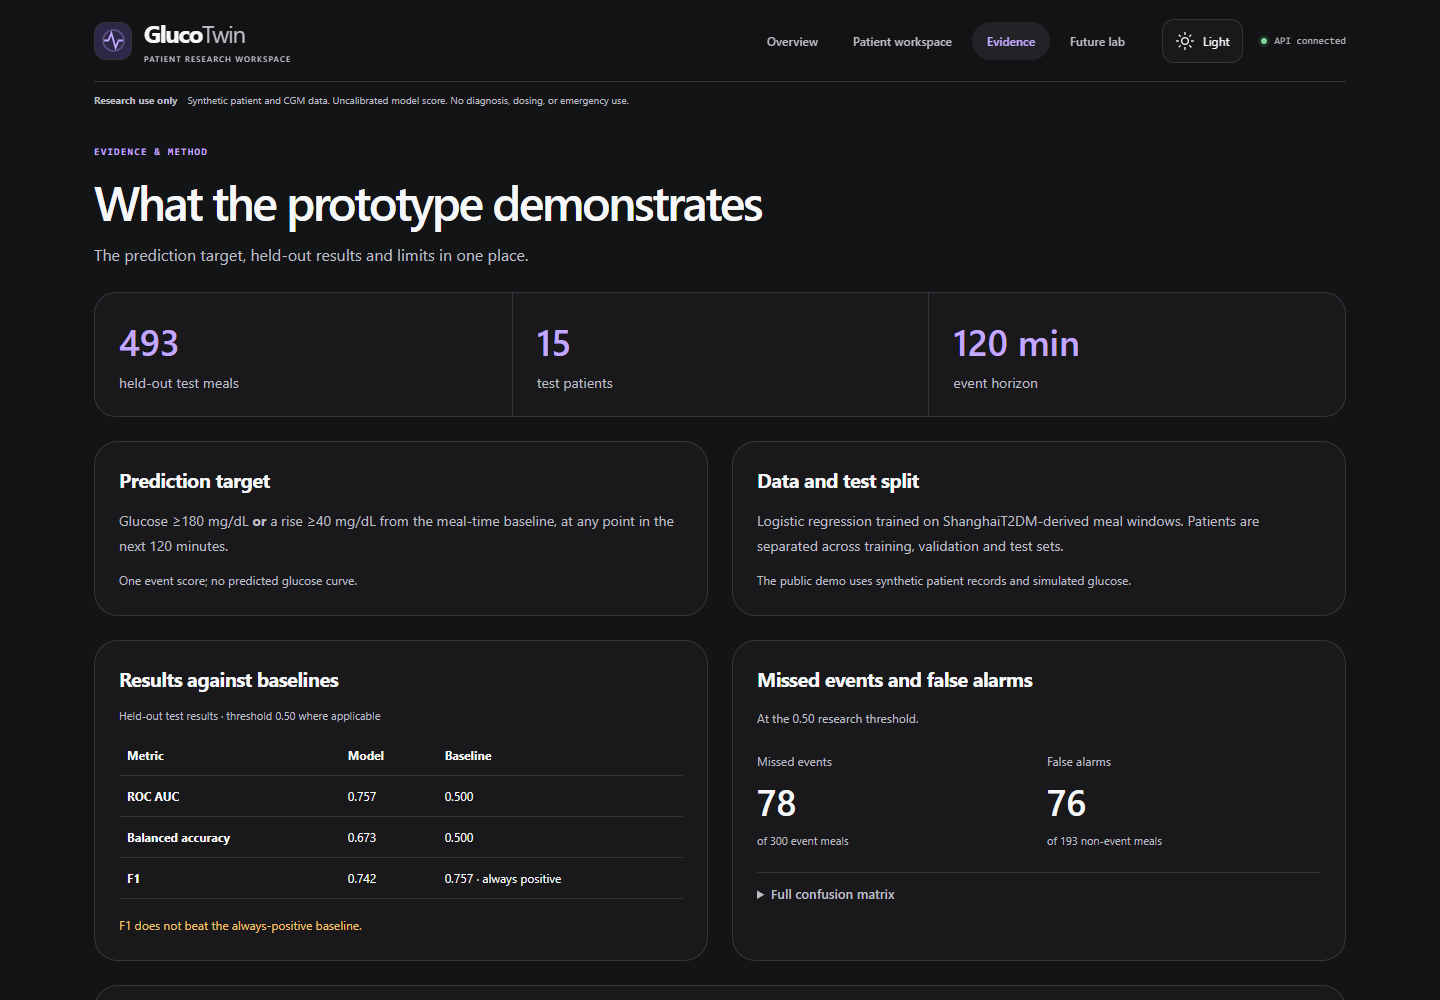 GlucoTwin
PATIENT RESEARCH WORKSPACE
Overview
Patient workspace
Evidence
Future lab
Light
API connected
Research use only Synthetic patient and CGM data. Uncalibrated model score. No diagnosis, dosing, or emergency use.
EVIDENCE & METHOD
What the prototype demonstrates
The prediction target, held-out results and limits in one place.
493
held-out test meals
15
test patients
120 min
event horizon
Prediction target
Glucose ≥180 mg/dL or a rise ≥40 mg/dL from the meal-time baseline, at any point in the
next 120 minutes.
One event score; no predicted glucose curve.
Data and test split
Logistic regression trained on ShanghaiT2DM-derived meal windows. Patients are
separated across training, validation and test sets.
The public demo uses synthetic patient records and simulated glucose.
Results against baselines
Held-out test results · threshold 0.50 where applicable
Metric Model Baseline
ROC AUC 0.757 0.500
Balanced accuracy 0.673 0.500
F1 0.742 0.757 · always positive
F1 does not beat the always-positive baseline.
Missed events and false alarms
At the 0.50 research threshold.
Missed events
78
of 300 event meals
False alarms
76
of 193 non-event meals
Full confusion matrix